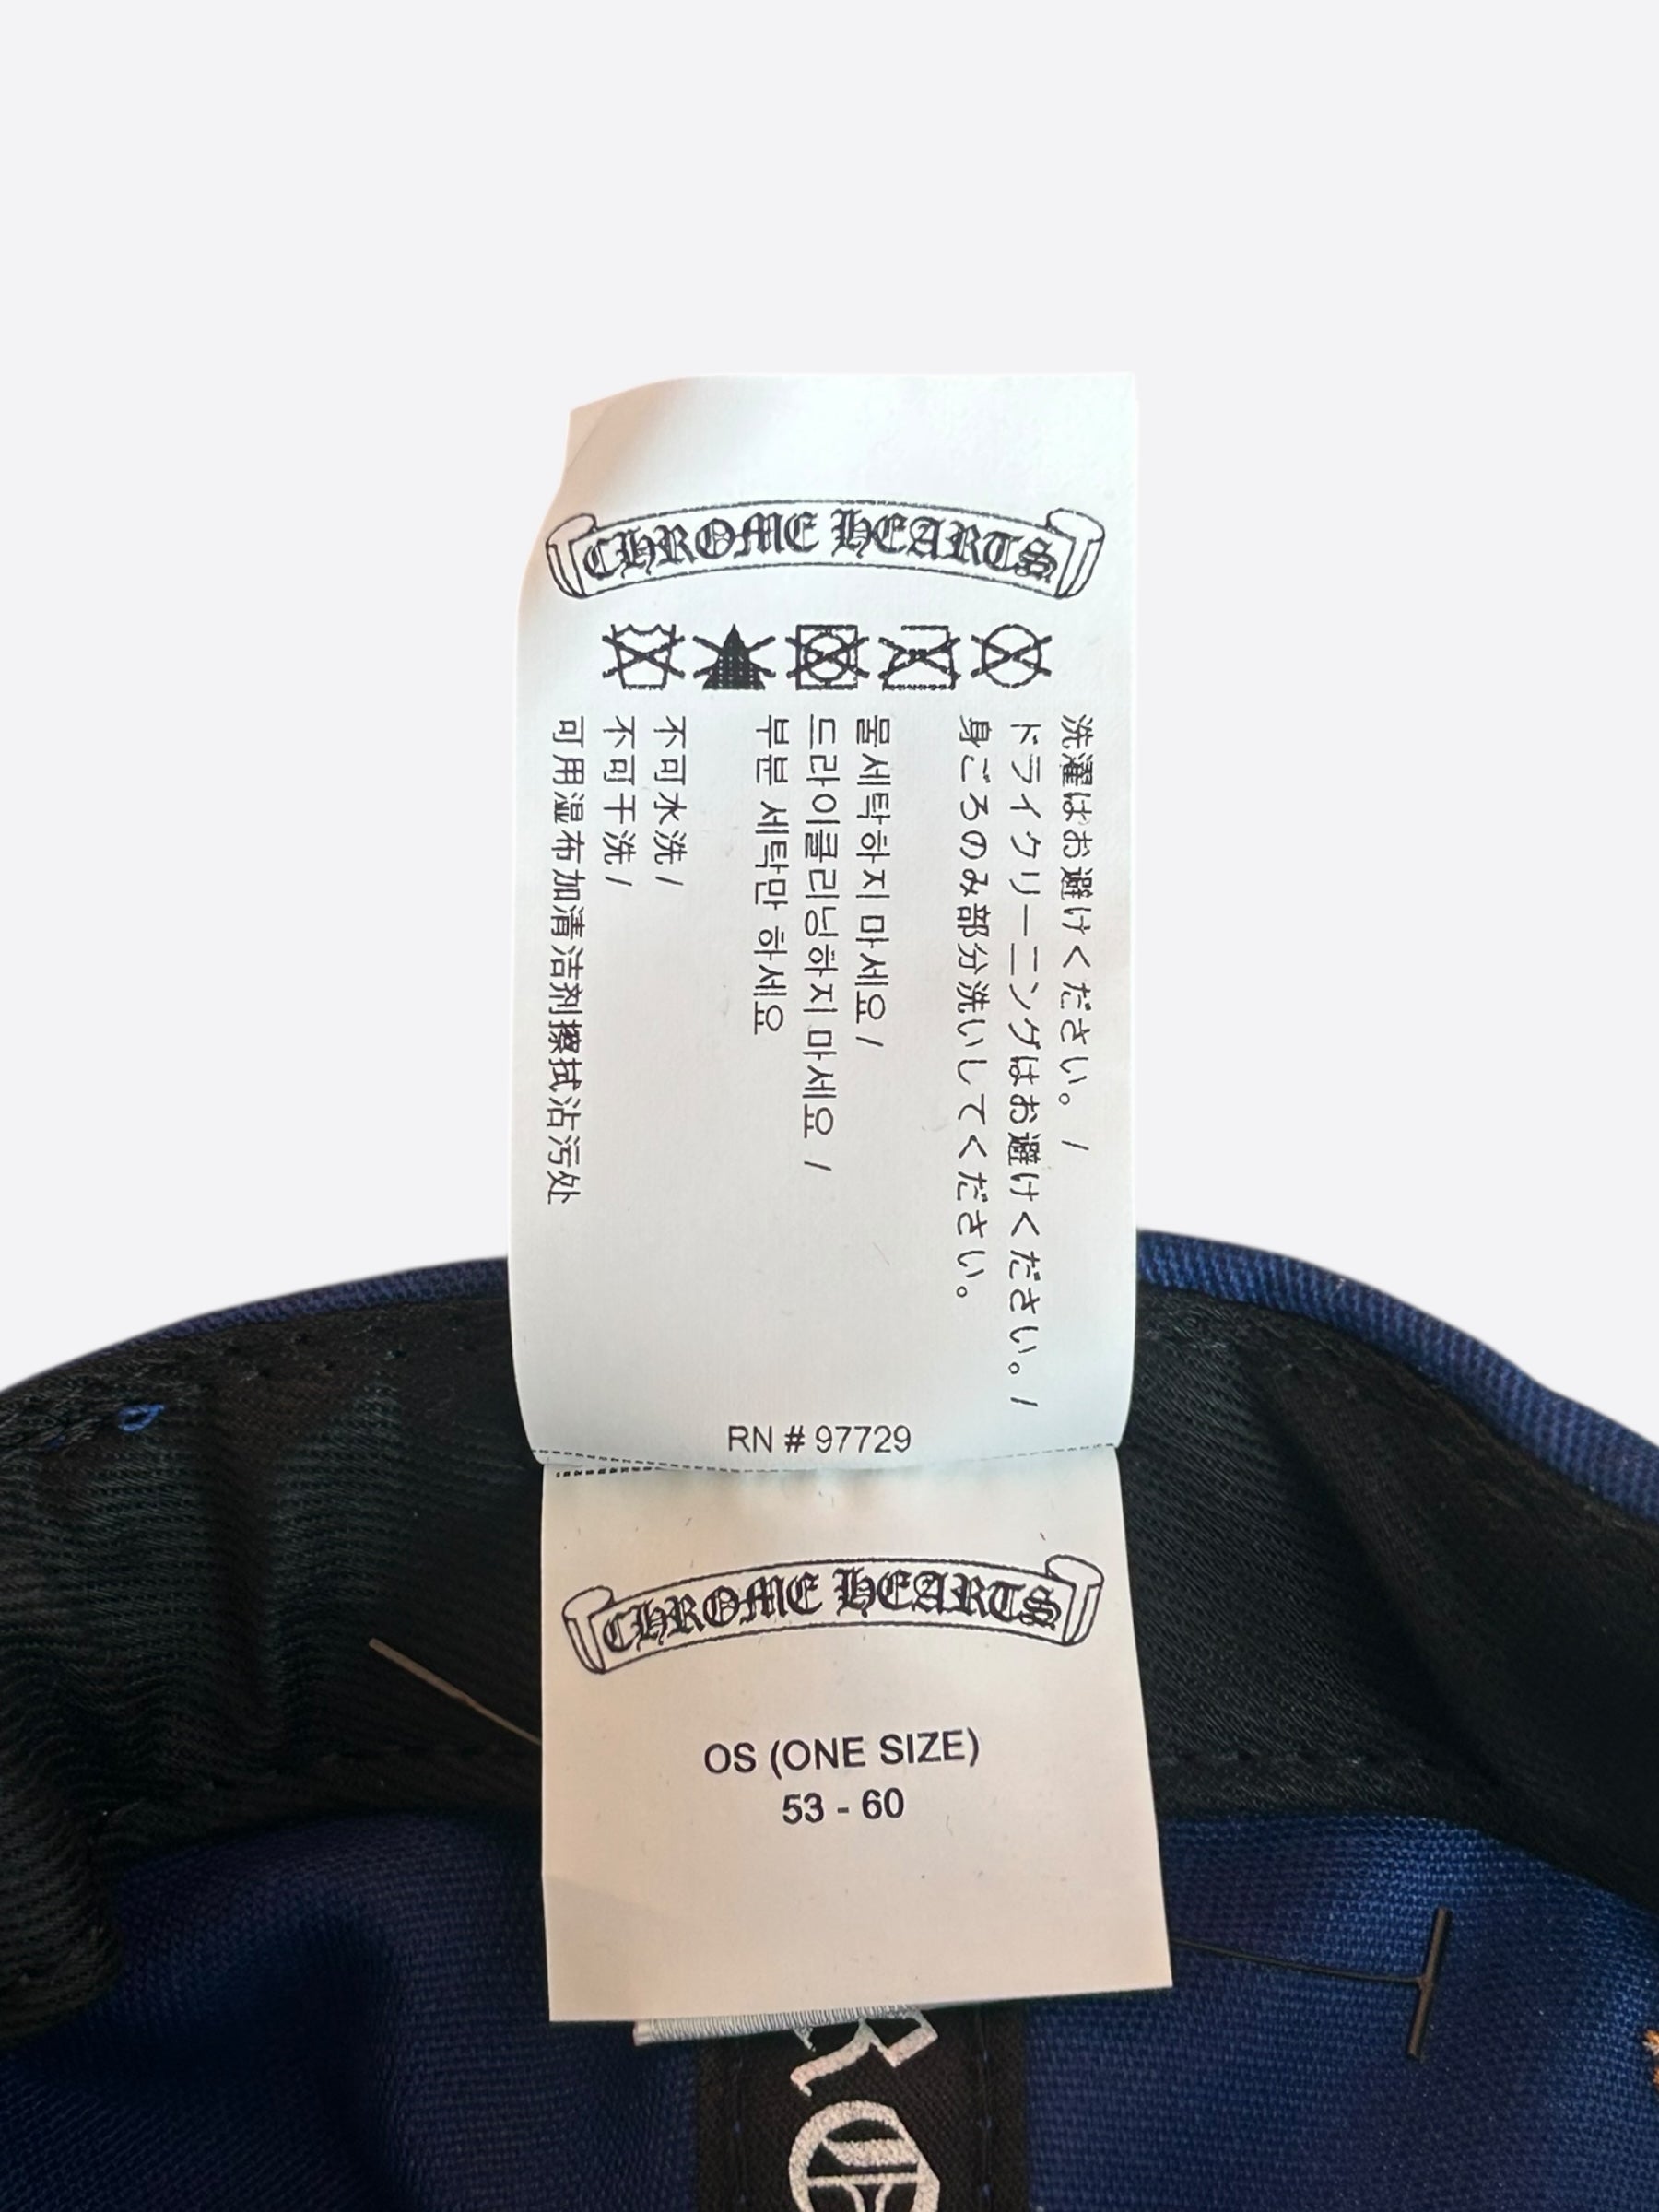 CHROME HEARTS
洗濯はお避けください。/
ドライクリーニングはお避けください。/
身ごろのみ部分洗いしてください。
물세탁하지 마세요 /
드라이클리닝하지 마세요 /
부분 세탁만 하세요
不可水洗 /
不可干洗 /
可用湿布加清洁剂擦拭沾污处
RN # 97729
CHROME HEARTS
OS (ONE SIZE)
53 - 60
RO